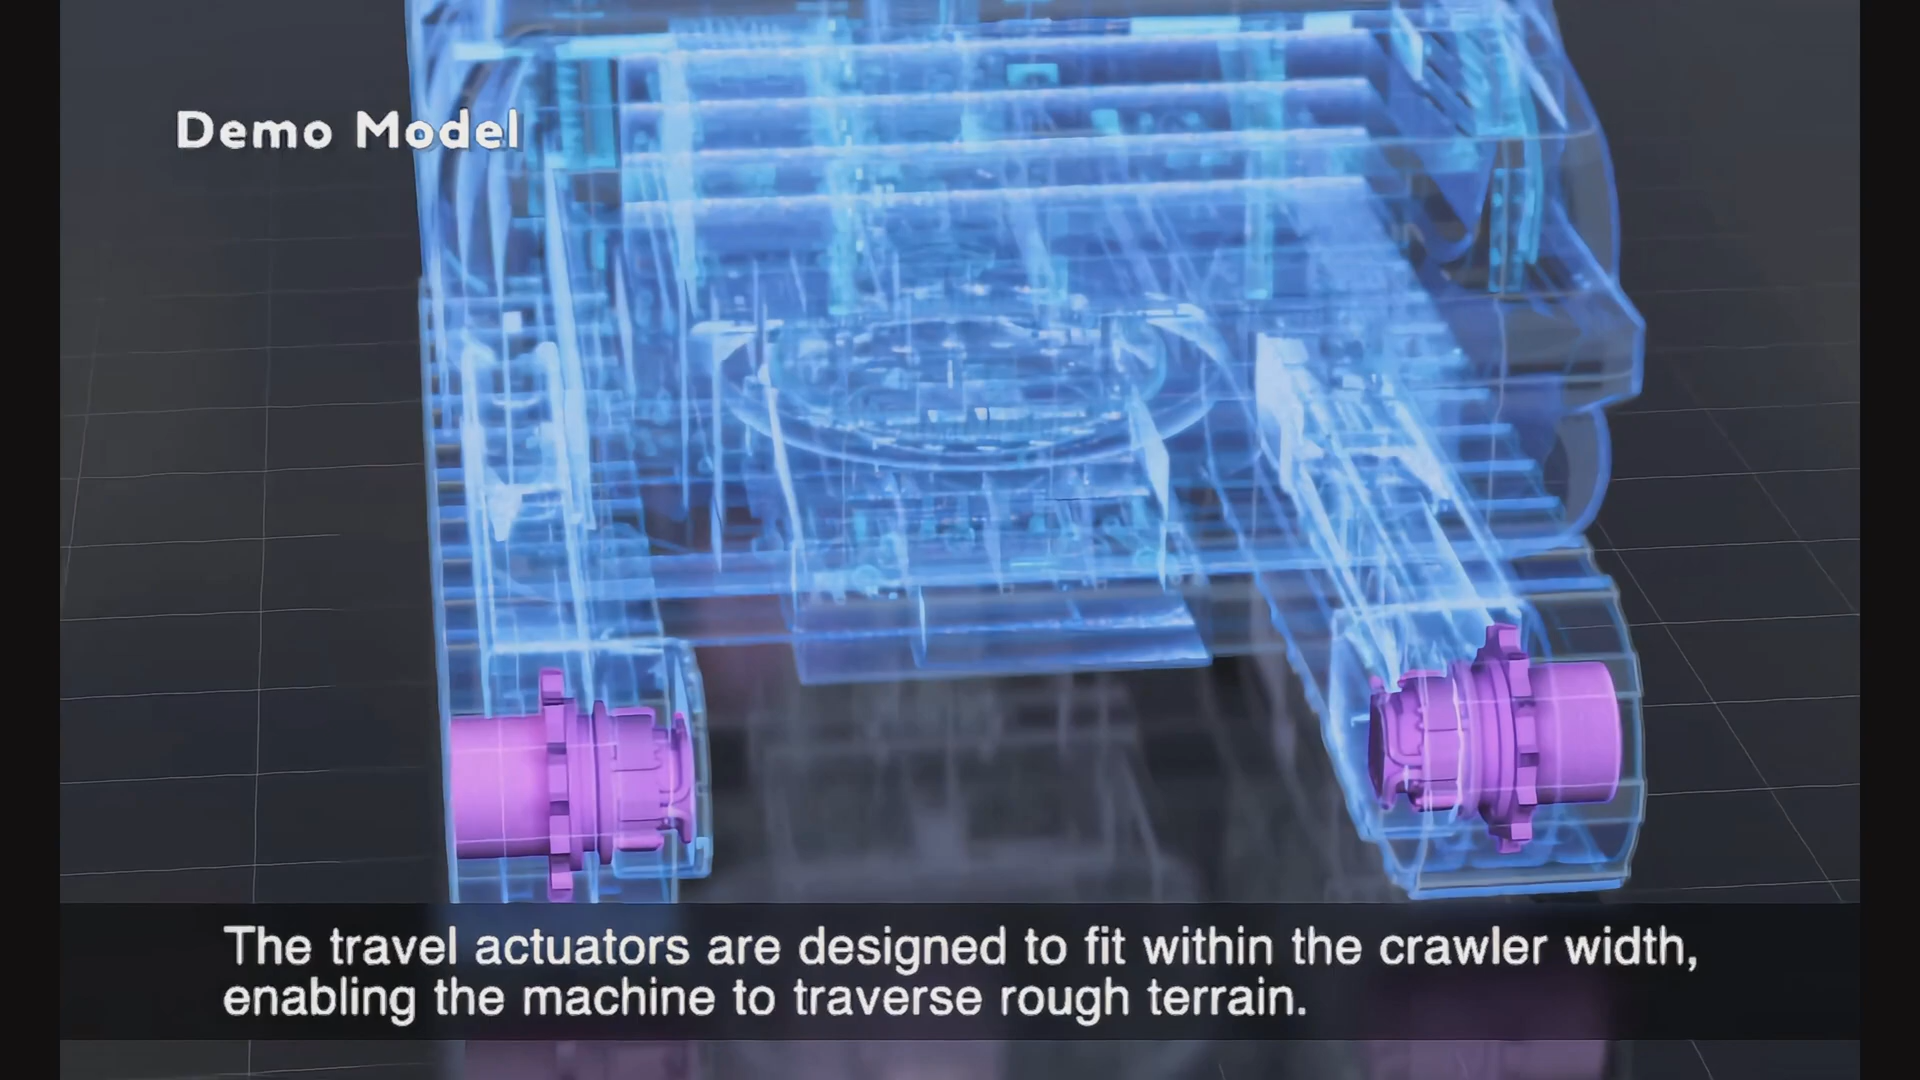 Demo Model
The travel actuators are designed to fit within the crawler width,
enabling the machine to traverse rough terrain.